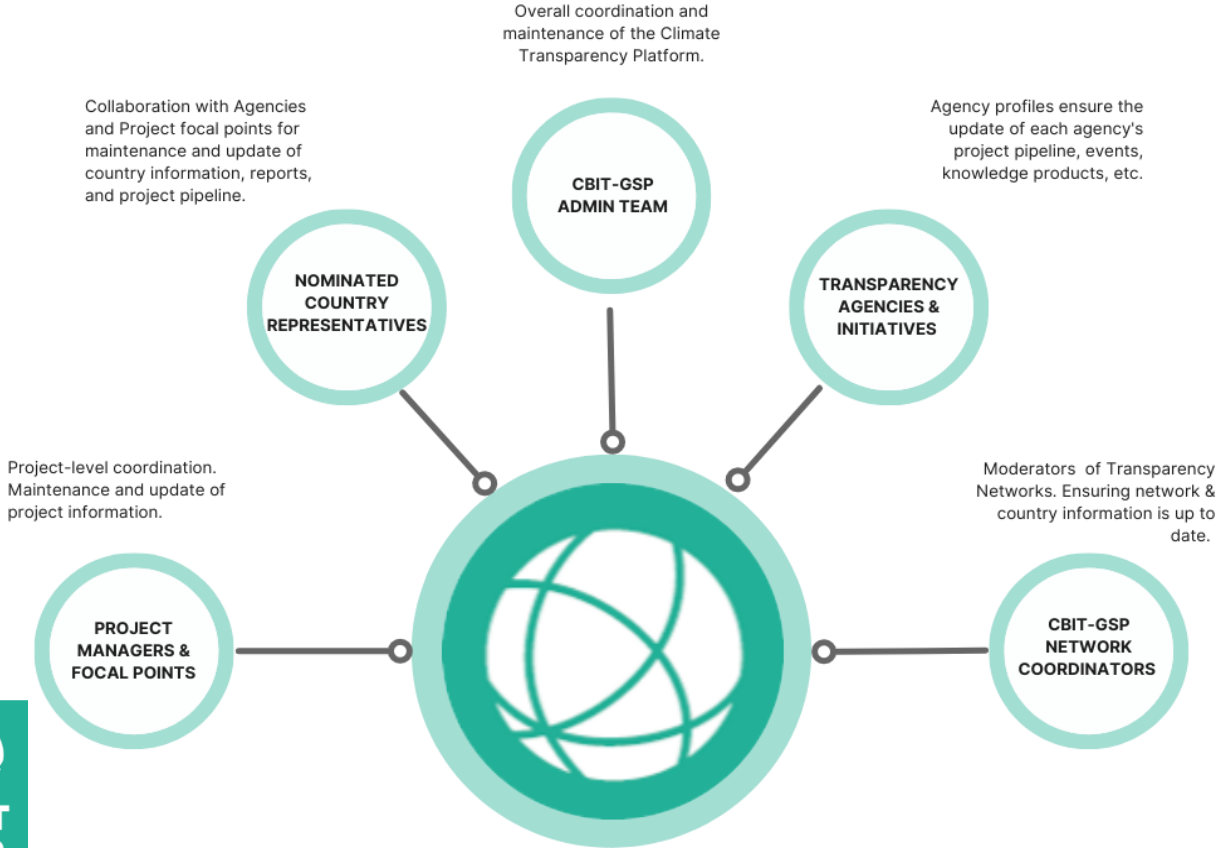 Overall coordination and
maintenance of the Climate
Transparency Platform.
Collaboration with Agencies
and Project focal points for
maintenance and update of
country information, reports,
and project pipeline.
Agency profiles ensure the
update of each agency's
project pipeline, events,
knowledge products, etc.
CBIT-GSP
ADMIN TEAM
NOMINATED
COUNTRY
REPRESENTATIVES
TRANSPARENCY
AGENCIES &
INITIATIVES
Project-level coordination.
Maintenance and update of
project information.
Moderators of Transparency
Networks. Ensuring network &
country information is up to
date.
PROJECT
MANAGERS &
FOCAL POINTS
CBIT-GSP
NETWORK
COORDINATORS
T